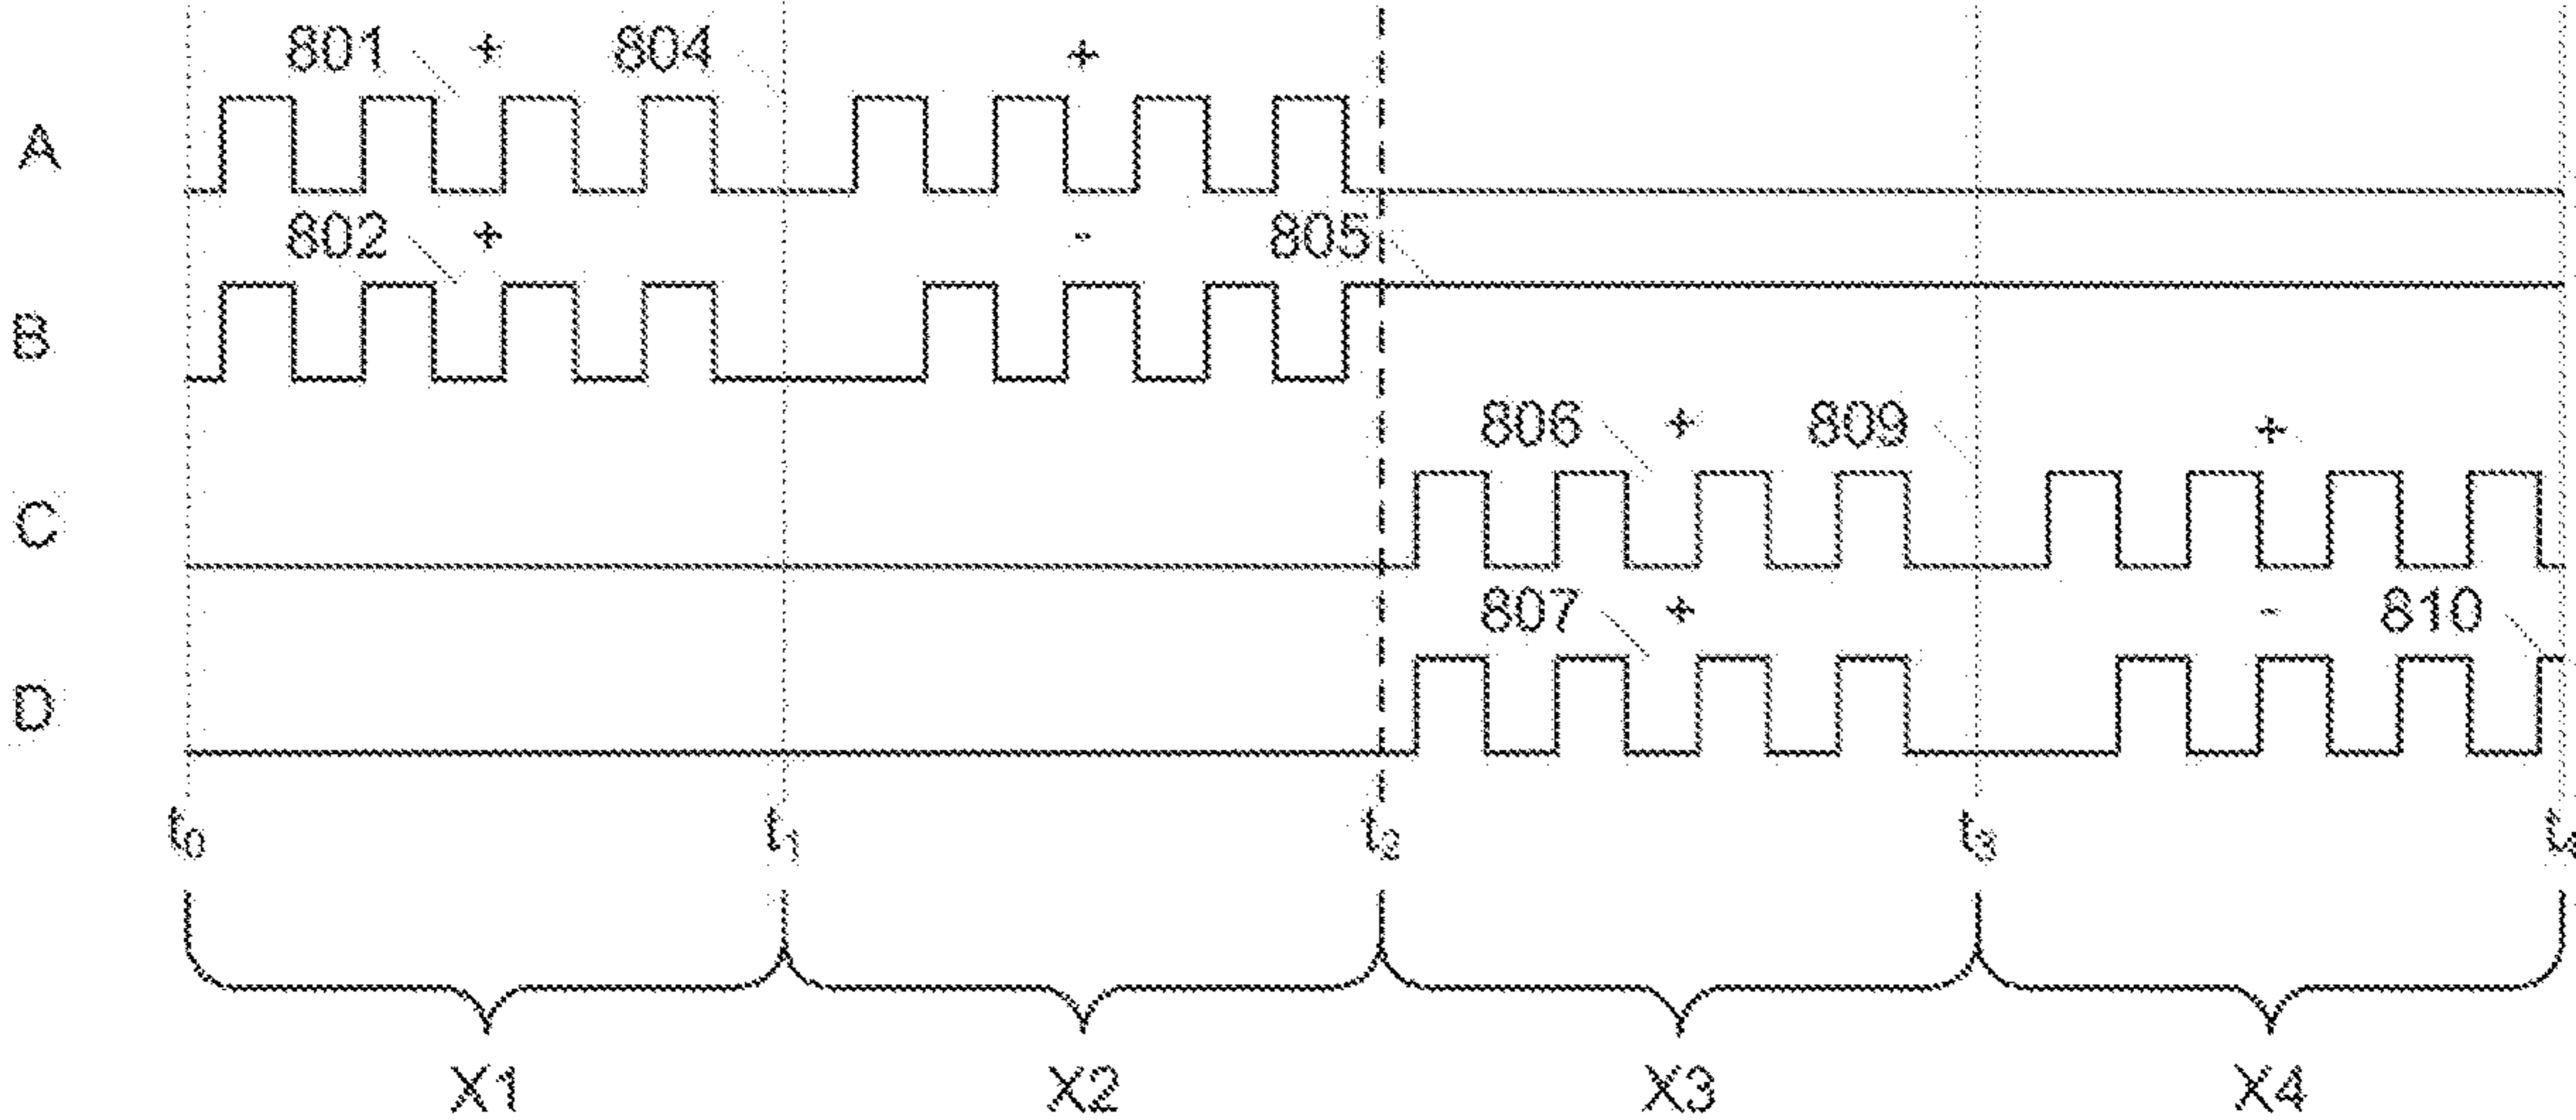 801 + 804 +
A
802 + - 805
B
806 + 809 +
C
807 + - 810
D
t0 t1 t2 t3 t4
X1 X2 X3 X4